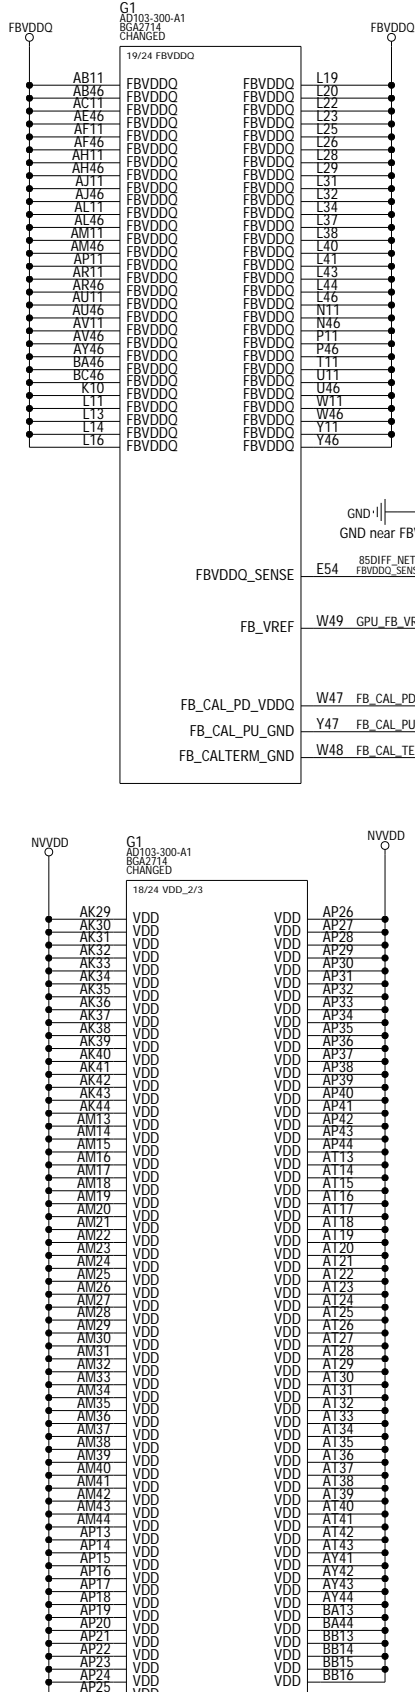 FBVDDQ
G1
AD103-300-A1
BGA2714
CHANGED
FBVDDQ
19/24 FBVDDQ
AB11 FBVDDQ FBVDDQ L19
AB46 FBVDDQ FBVDDQ L20
AC11 FBVDDQ FBVDDQ L22
AE46 FBVDDQ FBVDDQ L23
AF11 FBVDDQ FBVDDQ L25
AF46 FBVDDQ FBVDDQ L26
AH11 FBVDDQ FBVDDQ L28
AH46 FBVDDQ FBVDDQ L29
AJ11 FBVDDQ FBVDDQ L31
AJ46 FBVDDQ FBVDDQ L32
AL11 FBVDDQ FBVDDQ L34
AL46 FBVDDQ FBVDDQ L37
AM11 FBVDDQ FBVDDQ L38
AM46 FBVDDQ FBVDDQ L40
AP11 FBVDDQ FBVDDQ L41
AR11 FBVDDQ FBVDDQ L43
AR46 FBVDDQ FBVDDQ L44
AU11 FBVDDQ FBVDDQ L46
AU46 FBVDDQ FBVDDQ N11
AV11 FBVDDQ FBVDDQ N46
AV46 FBVDDQ FBVDDQ P11
AY46 FBVDDQ FBVDDQ P46
BA46 FBVDDQ FBVDDQ T11
BC46 FBVDDQ FBVDDQ U11
K10 FBVDDQ FBVDDQ U46
L11 FBVDDQ FBVDDQ W11
L13 FBVDDQ FBVDDQ W46
L14 FBVDDQ FBVDDQ Y11
L16 FBVDDQ FBVDDQ Y46
GND
GND near FB
FBVDDQ_SENSE E54 85DIFF_NET
FBVDDQ_SENS
FB_VREF W49 GPU_FB_VR
FB_CAL_PD_VDDQ W47 FB_CAL_PD
FB_CAL_PU_GND Y47 FB_CAL_PU
FB_CALTERM_GND W48 FB_CAL_TE
NVVDD
G1
AD103-300-A1
BGA2714
CHANGED
NVVDD
18/24 VDD_2/3
AK29 VDD VDD AP26
AK30 VDD VDD AP27
AK31 VDD VDD AP28
AK32 VDD VDD AP29
AK33 VDD VDD AP30
AK34 VDD VDD AP31
AK35 VDD VDD AP32
AK36 VDD VDD AP33
AK37 VDD VDD AP34
AK38 VDD VDD AP35
AK39 VDD VDD AP36
AK40 VDD VDD AP37
AK41 VDD VDD AP38
AK42 VDD VDD AP39
AK43 VDD VDD AP40
AK44 VDD VDD AP41
AM13 VDD VDD AP42
AM14 VDD VDD AP43
AM15 VDD VDD AP44
AM16 VDD VDD AT13
AM17 VDD VDD AT14
AM18 VDD VDD AT15
AM19 VDD VDD AT16
AM20 VDD VDD AT17
AM21 VDD VDD AT18
AM22 VDD VDD AT19
AM23 VDD VDD AT20
AM24 VDD VDD AT21
AM25 VDD VDD AT22
AM26 VDD VDD AT23
AM27 VDD VDD AT24
AM28 VDD VDD AT25
AM29 VDD VDD AT26
AM30 VDD VDD AT27
AM31 VDD VDD AT28
AM32 VDD VDD AT29
AM33 VDD VDD AT30
AM34 VDD VDD AT31
AM35 VDD VDD AT32
AM36 VDD VDD AT33
AM37 VDD VDD AT34
AM38 VDD VDD AT35
AM39 VDD VDD AT36
AM40 VDD VDD AT37
AM41 VDD VDD AT38
AM42 VDD VDD AT39
AM43 VDD VDD AT40
AM44 VDD VDD AT41
AP13 VDD VDD AT42
AP14 VDD VDD AT43
AP15 VDD VDD AY41
AP16 VDD VDD AY42
AP17 VDD VDD AY43
AP18 VDD VDD AY44
AP19 VDD VDD BA13
AP20 VDD VDD BA44
AP21 VDD VDD BB13
AP22 VDD VDD BB14
AP23 VDD VDD BB15
AP24 VDD VDD BB16
AP25 VDD